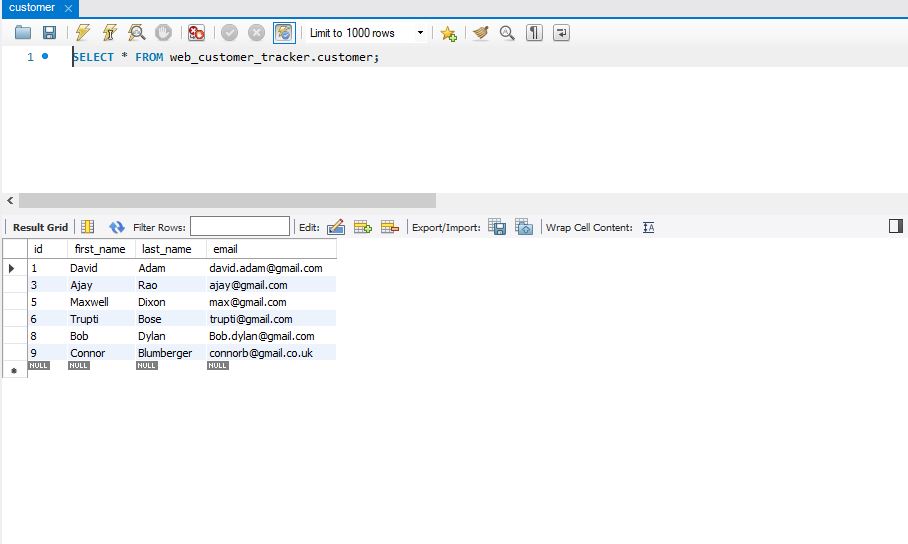 customer
Limit to 1000 rows
1 SELECT * FROM web_customer_tracker.customer;
Result Grid Filter Rows: Edit: Export/Import: Wrap Cell Content: IA
id first_name last_name email
1 David Adam david.adam@gmail.com
3 Ajay Rao ajay@gmail.com
5 Maxwell Dixon max@gmail.com
6 Trupti Bose trupti@gmail.com
8 Bob Dylan Bob.dylan@gmail.com
9 Connor Blumberger connorb@gmail.co.uk
NULL NULL NULL NULL